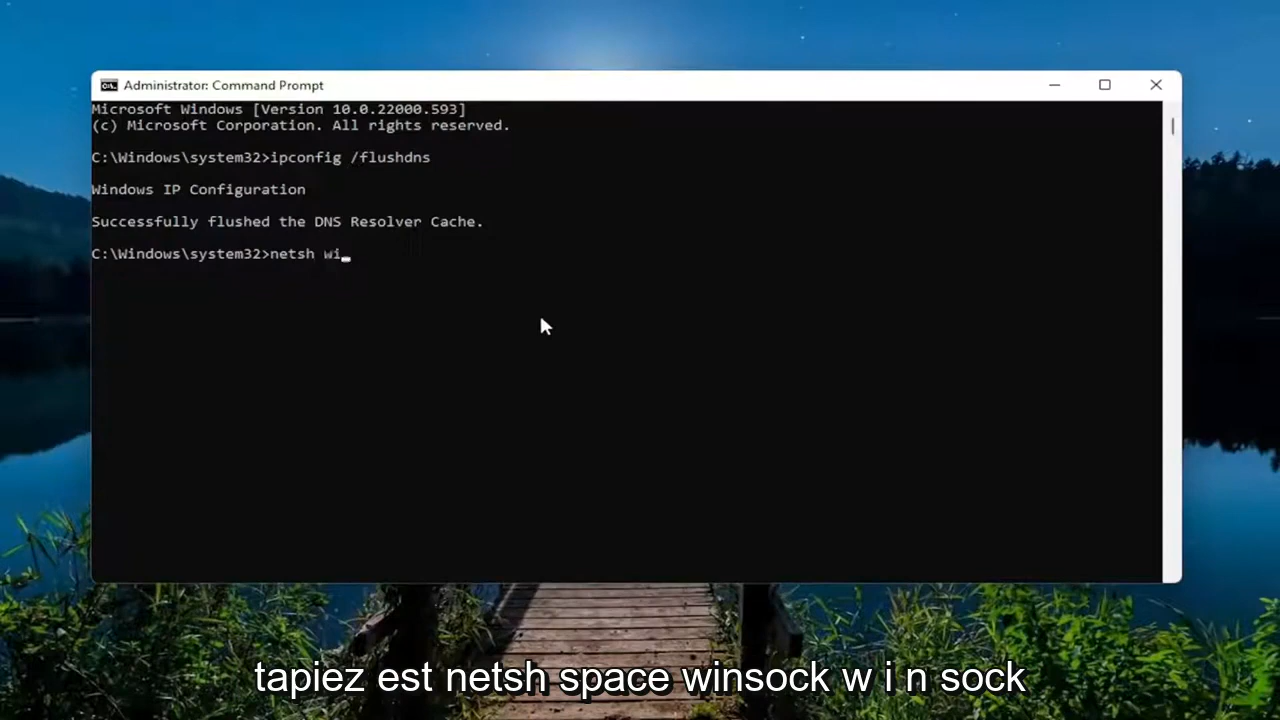 Administrator: Command Prompt
Microsoft Windows [Version 10.0.22000.593]
(c) Microsoft Corporation. All rights reserved.
C:\Windows\system32>ipconfig /flushdns
Windows IP Configuration
Successfully flushed the DNS Resolver Cache.
C:\Windows\system32>netsh wi_
tapiez est netsh space winsock w i n sock